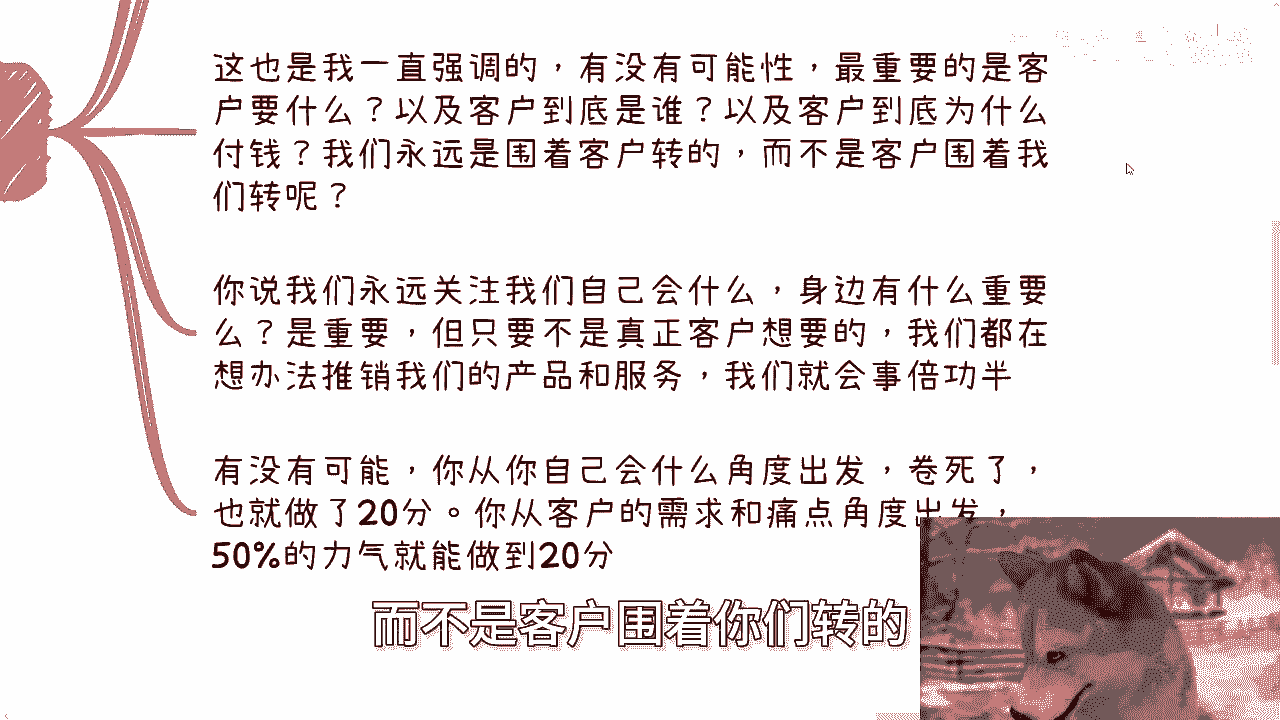 这也是我一直强调的，有没有可能性，最重要的是客
户要什么？以及客户到底是谁？以及客户到底为什么
付钱？我们永远是围着客户转的，而不是客户围着我
们转呢？
你说我们永远关注我们自己会什么，身边有什么重要
么？是重要，但只要不是真正客户想要的，我们都在
想办法推销我们的产品和服务，我们就会事倍功半
有没有可能，你从你自己会什么角度出发，卷死了，
也就做了20分。你从客户的需求和痛点角度出发，
50%的力气就能做到20分
而不是客户围着你们转的